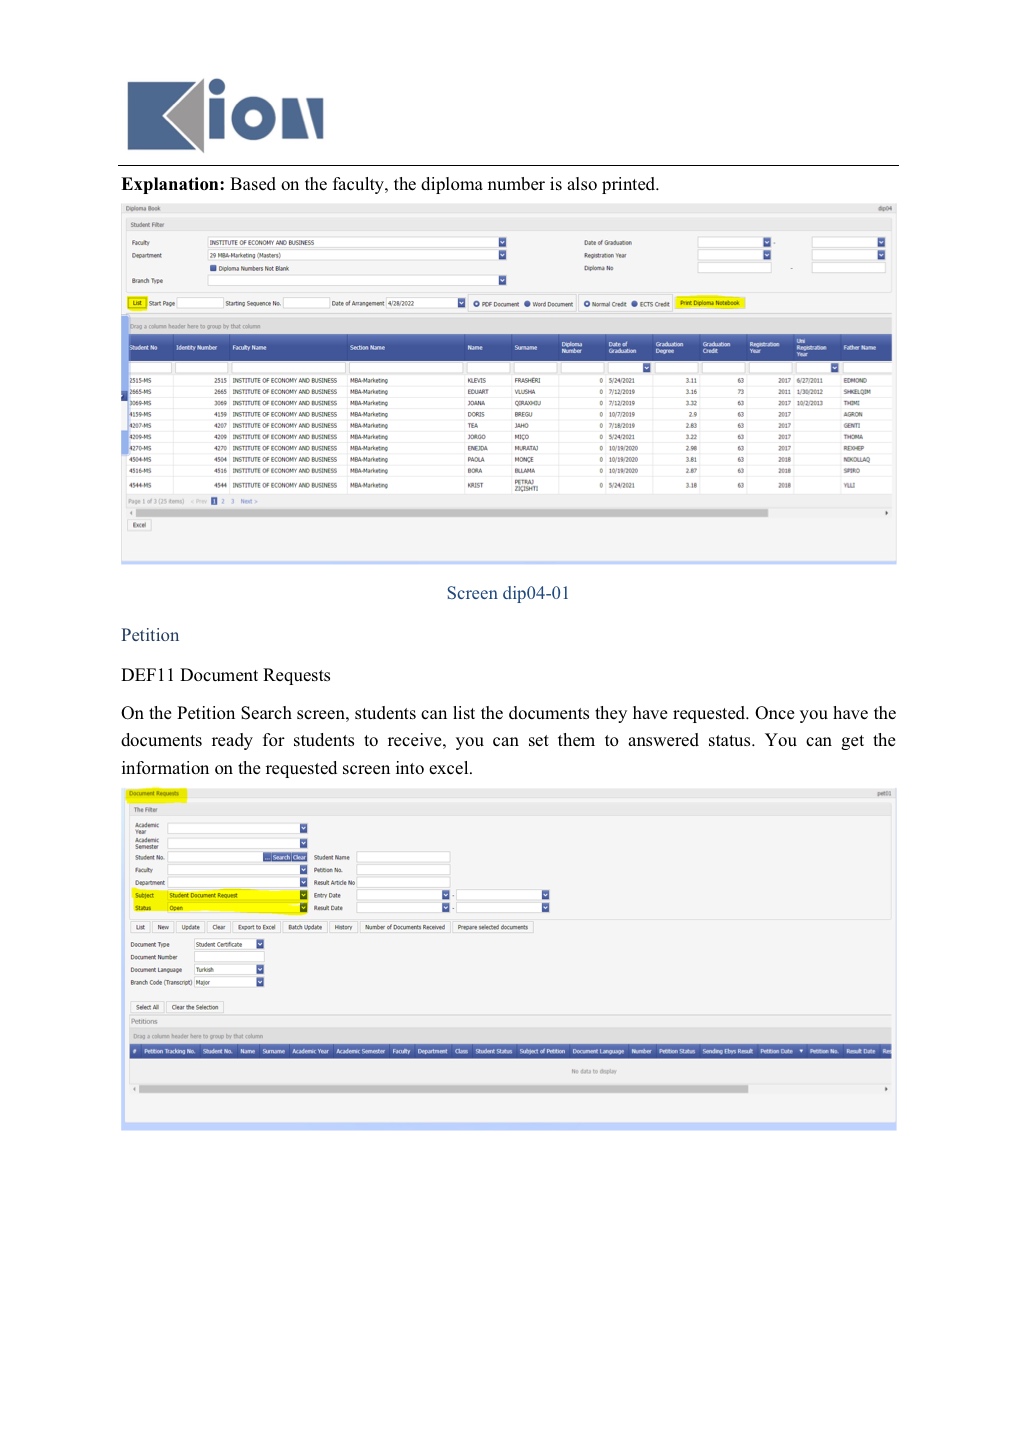 Kion
Explanation: Based on the faculty, the diploma number is also printed.
Diploma Book dip04
Student Filter
Faculty INSTITUTE OF ECONOMY AND BUSINESS Date of Graduation -
Department 29 MBA-Marketing (Masters) Registration Year
Diploma Numbers Not Blank Diploma No -
Branch Type
List Start Page Starting Sequence No. Date of Arrangement 4/28/2022 PDF Document Word Document Normal Credit ECTS Credit Print Diploma Notebook
Drag a column header here to group by that column
Student No Identity Number Faculty Name Section Name Name Surname Diploma Number Date of Graduation Graduation Degree Graduation Credit Registration Year Uni Registration Year Father Name
2515-MS 2515 INSTITUTE OF ECONOMY AND BUSINESS MBA-Marketing KLEVIS FRASHËRI 0 5/24/2021 3.11 63 2017 6/27/2011 EDMOND
2665-MS 2665 INSTITUTE OF ECONOMY AND BUSINESS MBA-Marketing EDUART VLUSHA 0 7/12/2019 3.16 73 2011 1/30/2012 SHKELQIM
3069-MS 3069 INSTITUTE OF ECONOMY AND BUSINESS MBA-Marketing JOANA QIRAXHIU 0 7/12/2019 3.32 63 2017 10/2/2013 THIMI
4159-MS 4159 INSTITUTE OF ECONOMY AND BUSINESS MBA-Marketing DORIS BREGU 0 10/7/2019 2.9 63 2017 AGRON
4207-MS 4207 INSTITUTE OF ECONOMY AND BUSINESS MBA-Marketing TEA JAHO 0 7/18/2019 2.83 63 2017 GENTI
4209-MS 4209 INSTITUTE OF ECONOMY AND BUSINESS MBA-Marketing JORGO MIÇO 0 5/24/2021 3.22 63 2017 THOMA
4270-MS 4270 INSTITUTE OF ECONOMY AND BUSINESS MBA-Marketing ENEJDA MURATAJ 0 10/19/2020 2.98 63 2017 REXHEP
4504-MS 4504 INSTITUTE OF ECONOMY AND BUSINESS MBA-Marketing PAOLA MONÇE 0 10/19/2020 3.81 63 2018 NIKOLLAQ
4516-MS 4516 INSTITUTE OF ECONOMY AND BUSINESS MBA-Marketing BORA BLLAMA 0 10/19/2020 2.87 63 2018 SPIRO
4544-MS 4544 INSTITUTE OF ECONOMY AND BUSINESS MBA-Marketing KRIST PETRAJ ZIÇISHTI 0 5/24/2021 3.18 63 2018 YLLI
Page 1 of 3 (25 items) < Prev 1 2 3 Next >
Excel
Screen dip04-01
Petition
DEF11 Document Requests
On the Petition Search screen, students can list the documents they have requested. Once you have the
documents ready for students to receive, you can set them to answered status. You can get the
information on the requested screen into excel.
Document Requests pet01
The Filter
Academic Year
Academic Semester
Student No. ... Search Clear Student Name
Faculty Petition No.
Department Result Article No
Subject Student Document Request Entry Date -
Status Open Result Date -
List New Update Clear Export to Excel Batch Update History Number of Documents Received Prepare selected documents
Document Type Student Certificate
Document Number
Document Language Turkish
Branch Code (Transcript) Major
Select All Clear the Selection
Petitions
Drag a column header here to group by that column
# Petition Tracking No. Student No. Name Surname Academic Year Academic Semester Faculty Department Class Student Status Subject of Petition Document Language Number Petition Status Sending Ebys Result Petition Date Petition No. Result Date Res
No data to display